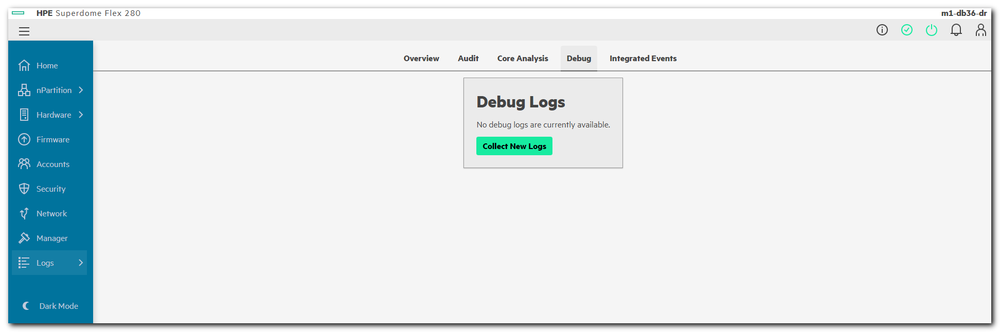 HPE Superdome Flex 280
m1-db36-dr
Home
nPartition
Hardware
Firmware
Accounts
Security
Network
Manager
Logs
Dark Mode
Overview
Audit
Core Analysis
Debug
Integrated Events
Debug Logs
No debug logs are currently available.
Collect New Logs